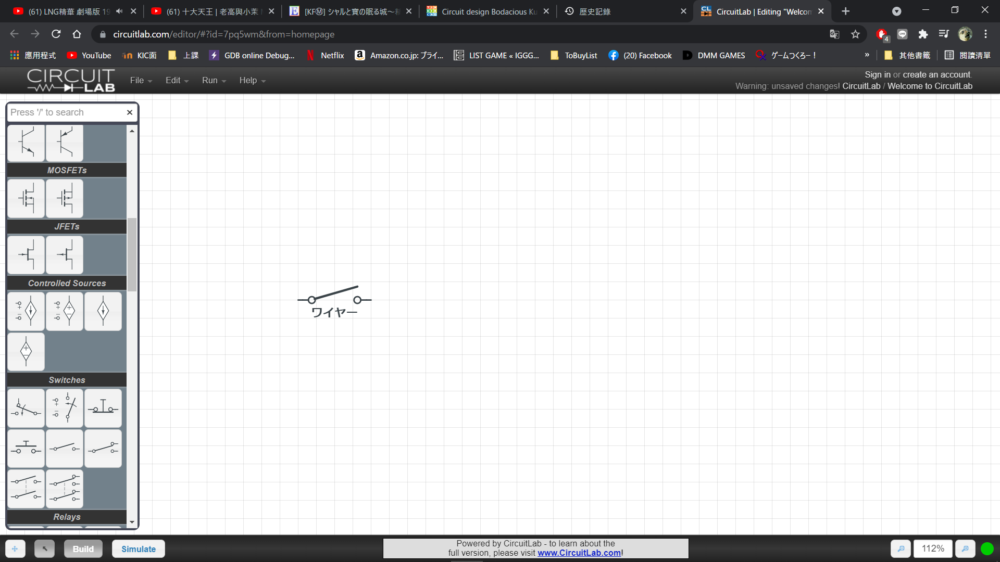 (61) LNG精華 劇場版 19
(61) 十大天王 | 老高與小茉
[KFⓂ] シャルと寶の眠る城～
Circuit design Bodacious Ku
歷史記錄
CircuitLab | Editing "Welcom
circuitlab.com/editor/#?id=7pq5wm&from=homepage
4
應用程式
YouTube
KIC面
上課
GDB online Debug...
Netflix
Amazon.co.jp: プライ...
LIST GAME « IGGG...
ToBuyList
(20) Facebook
DMM GAMES
ゲームつくろー！
»
其他書籤
閱讀清單
CIRCUIT
LAB
File
Edit
Run
Help
Sign in or create an account.
Warning: unsaved changes! CircuitLab / Welcome to CircuitLab
Press '/' to search
MOSFETs
JFETs
Controlled Sources
Switches
Relays
ワイヤー
Build
Simulate
Powered by CircuitLab - to learn about the
full version, please visit www.CircuitLab.com!
112%